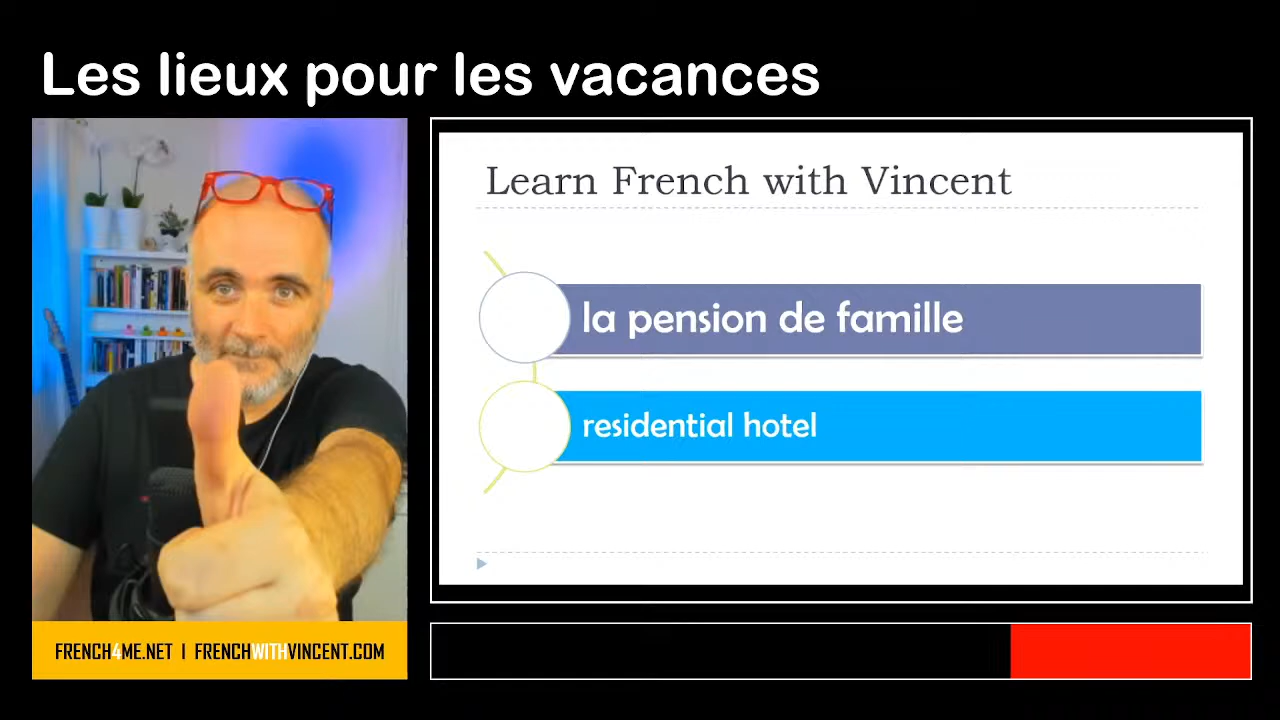 Les lieux pour les vacances
Learn French with Vincent
la pension de famille
residential hotel
FRENCH4ME.NET | FRENCHWITHVINCENT.COM